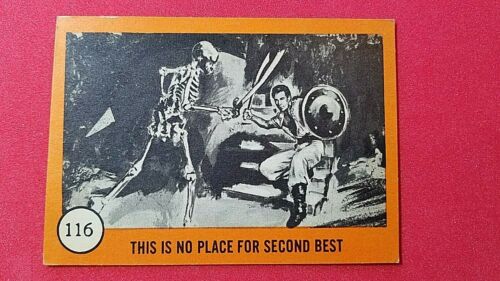 116
THIS IS NO PLACE FOR SECOND BEST